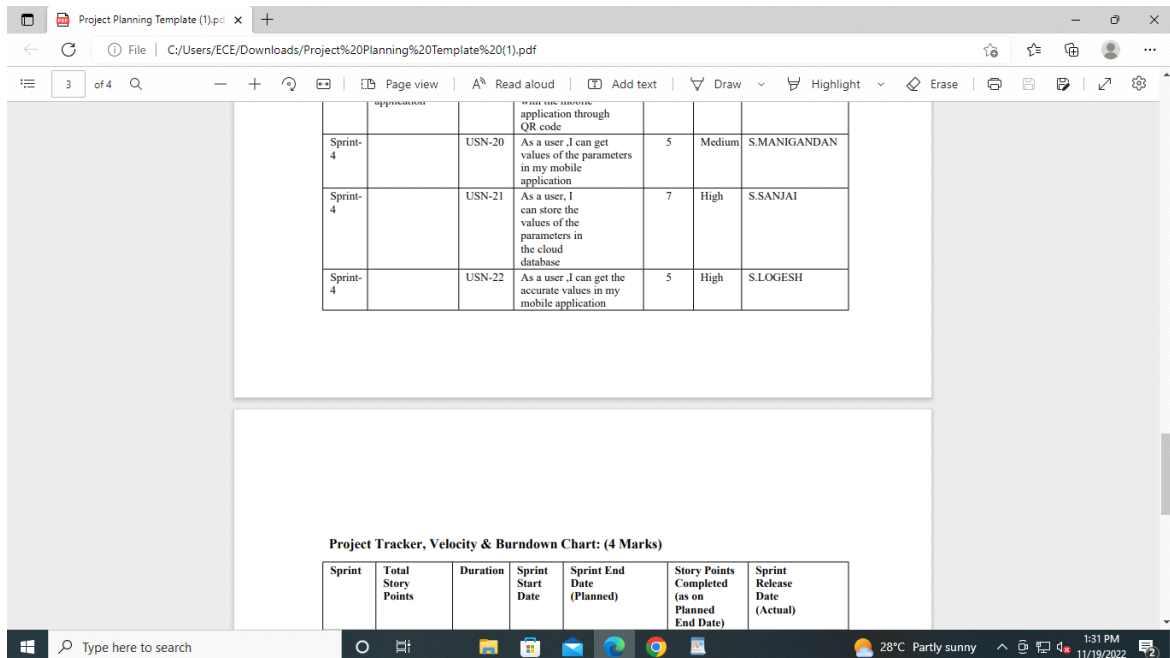 Project Planning Template (1).pd
File C:/Users/ECE/Downloads/Project%20Planning%20Template%20(1).pdf
3 of 4 Page view Read aloud Add text Draw Highlight Erase
application through
QR code
Sprint- USN-20 As a user ,I can get 5 Medium S.MANIGANDAN
4 values of the parameters
in my mobile
application
Sprint- USN-21 As a user, I 7 High S.SANJAI
4 can store the
values of the
parameters in
the cloud
database
Sprint- USN-22 As a user ,I can get the 5 High S.LOGESH
4 accurate values in my
mobile application
Project Tracker, Velocity & Burndown Chart: (4 Marks)
Sprint Total Duration Sprint Sprint End Story Points Sprint
Story Start Date Completed Release
Points Date (Planned) (as on Date
Planned (Actual)
End Date)
Type here to search 28°C Partly sunny 1:31 PM
11/19/2022 2